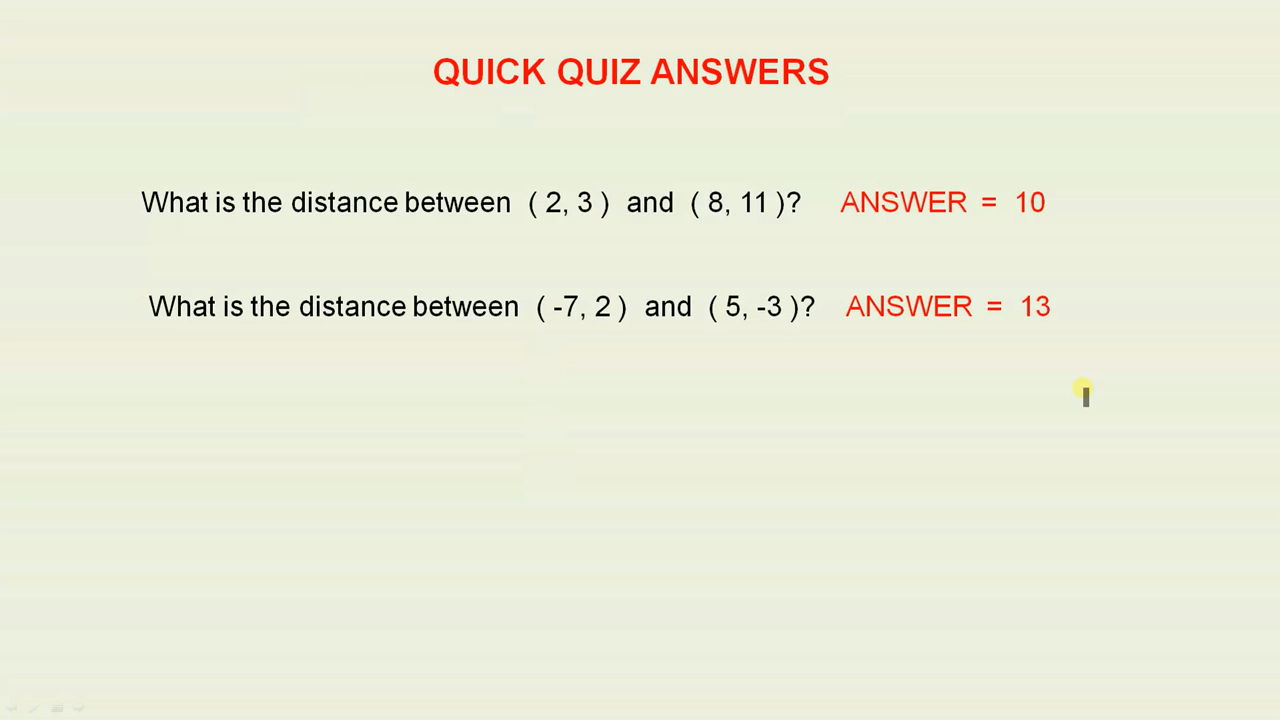 QUICK QUIZ ANSWERS
What is the distance between ( 2, 3 ) and ( 8, 11 )? ANSWER = 10
What is the distance between ( -7, 2 ) and ( 5, -3 )? ANSWER = 13